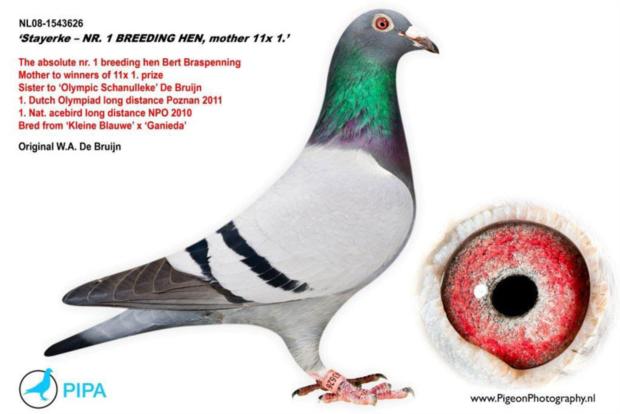 NL08-1543626
'Stayerke – NR. 1 BREEDING HEN, mother 11x 1.'
The absolute nr. 1 breeding hen Bert Braspenning
Mother to winners of 11x 1. prize
Sister to 'Olympic Schanulleke' De Bruijn
1. Dutch Olympiad long distance Poznan 2011
1. Nat. acebird long distance NPO 2010
Bred from 'Kleine Blauwe' x 'Ganieda'
Original W.A. De Bruijn
PIPA
www.PigeonPhotography.nl